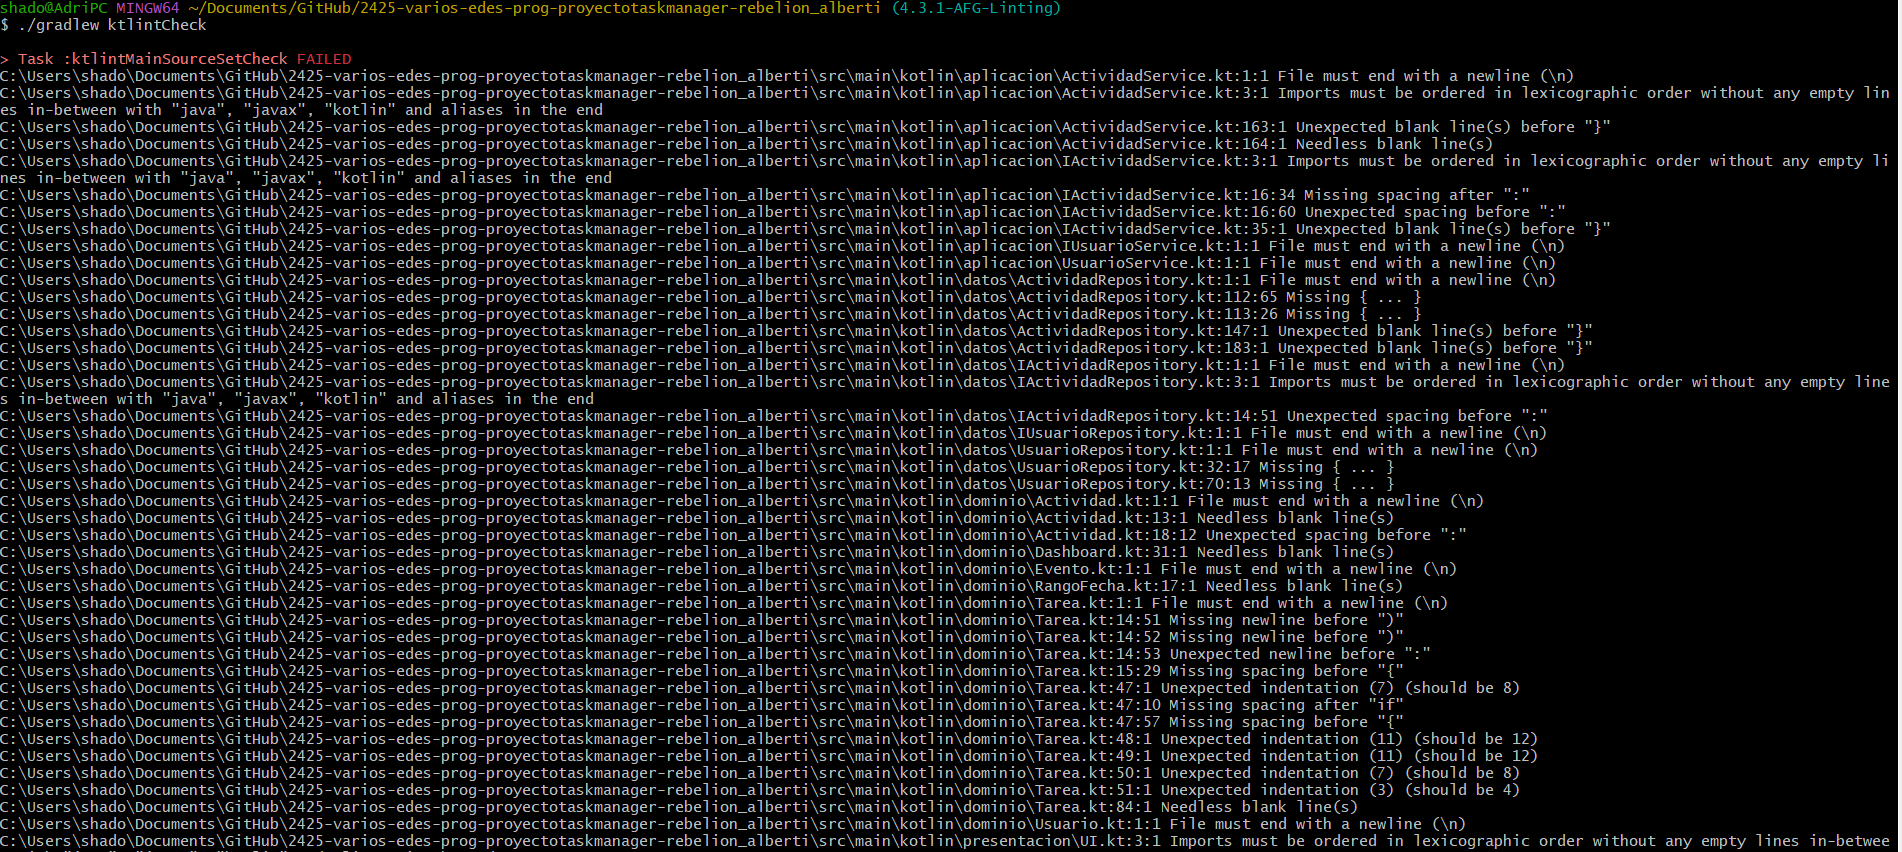 shado@AdriPC MINGW64 ~/Documents/GitHub/2425-varios-edes-prog-proyectotaskmanager-rebelion_alberti (4.3.1-AFG-Linting)
$ ./gradlew ktlintCheck
> Task :ktlintMainSourceSetCheck FAILED
C:\Users\shado\Documents\GitHub\2425-varios-edes-prog-proyectotaskmanager-rebelion_alberti\src\main\kotlin\aplicacion\ActividadService.kt:1:1 File must end with a newline (\n)
C:\Users\shado\Documents\GitHub\2425-varios-edes-prog-proyectotaskmanager-rebelion_alberti\src\main\kotlin\aplicacion\ActividadService.kt:3:1 Imports must be ordered in lexicographic order without any empty lin
es in-between with "java", "javax", "kotlin" and aliases in the end
C:\Users\shado\Documents\GitHub\2425-varios-edes-prog-proyectotaskmanager-rebelion_alberti\src\main\kotlin\aplicacion\ActividadService.kt:163:1 Unexpected blank line(s) before "}"
C:\Users\shado\Documents\GitHub\2425-varios-edes-prog-proyectotaskmanager-rebelion_alberti\src\main\kotlin\aplicacion\ActividadService.kt:164:1 Needless blank line(s)
C:\Users\shado\Documents\GitHub\2425-varios-edes-prog-proyectotaskmanager-rebelion_alberti\src\main\kotlin\aplicacion\IActividadService.kt:3:1 Imports must be ordered in lexicographic order without any empty li
nes in-between with "java", "javax", "kotlin" and aliases in the end
C:\Users\shado\Documents\GitHub\2425-varios-edes-prog-proyectotaskmanager-rebelion_alberti\src\main\kotlin\aplicacion\IActividadService.kt:16:34 Missing spacing after ":"
C:\Users\shado\Documents\GitHub\2425-varios-edes-prog-proyectotaskmanager-rebelion_alberti\src\main\kotlin\aplicacion\IActividadService.kt:16:60 Unexpected spacing before ":"
C:\Users\shado\Documents\GitHub\2425-varios-edes-prog-proyectotaskmanager-rebelion_alberti\src\main\kotlin\aplicacion\IActividadService.kt:35:1 Unexpected blank line(s) before "}"
C:\Users\shado\Documents\GitHub\2425-varios-edes-prog-proyectotaskmanager-rebelion_alberti\src\main\kotlin\aplicacion\IUsuarioService.kt:1:1 File must end with a newline (\n)
C:\Users\shado\Documents\GitHub\2425-varios-edes-prog-proyectotaskmanager-rebelion_alberti\src\main\kotlin\aplicacion\UsuarioService.kt:1:1 File must end with a newline (\n)
C:\Users\shado\Documents\GitHub\2425-varios-edes-prog-proyectotaskmanager-rebelion_alberti\src\main\kotlin\datos\ActividadRepository.kt:1:1 File must end with a newline (\n)
C:\Users\shado\Documents\GitHub\2425-varios-edes-prog-proyectotaskmanager-rebelion_alberti\src\main\kotlin\datos\ActividadRepository.kt:112:65 Missing { ... }
C:\Users\shado\Documents\GitHub\2425-varios-edes-prog-proyectotaskmanager-rebelion_alberti\src\main\kotlin\datos\ActividadRepository.kt:113:26 Missing { ... }
C:\Users\shado\Documents\GitHub\2425-varios-edes-prog-proyectotaskmanager-rebelion_alberti\src\main\kotlin\datos\ActividadRepository.kt:147:1 Unexpected blank line(s) before "}"
C:\Users\shado\Documents\GitHub\2425-varios-edes-prog-proyectotaskmanager-rebelion_alberti\src\main\kotlin\datos\ActividadRepository.kt:183:1 Unexpected blank line(s) before "}"
C:\Users\shado\Documents\GitHub\2425-varios-edes-prog-proyectotaskmanager-rebelion_alberti\src\main\kotlin\datos\IActividadRepository.kt:1:1 File must end with a newline (\n)
C:\Users\shado\Documents\GitHub\2425-varios-edes-prog-proyectotaskmanager-rebelion_alberti\src\main\kotlin\datos\IActividadRepository.kt:3:1 Imports must be ordered in lexicographic order without any empty line
s in-between with "java", "javax", "kotlin" and aliases in the end
C:\Users\shado\Documents\GitHub\2425-varios-edes-prog-proyectotaskmanager-rebelion_alberti\src\main\kotlin\datos\IActividadRepository.kt:14:51 Unexpected spacing before ":"
C:\Users\shado\Documents\GitHub\2425-varios-edes-prog-proyectotaskmanager-rebelion_alberti\src\main\kotlin\datos\IUsuarioRepository.kt:1:1 File must end with a newline (\n)
C:\Users\shado\Documents\GitHub\2425-varios-edes-prog-proyectotaskmanager-rebelion_alberti\src\main\kotlin\datos\UsuarioRepository.kt:1:1 File must end with a newline (\n)
C:\Users\shado\Documents\GitHub\2425-varios-edes-prog-proyectotaskmanager-rebelion_alberti\src\main\kotlin\datos\UsuarioRepository.kt:32:17 Missing { ... }
C:\Users\shado\Documents\GitHub\2425-varios-edes-prog-proyectotaskmanager-rebelion_alberti\src\main\kotlin\datos\UsuarioRepository.kt:70:13 Missing { ... }
C:\Users\shado\Documents\GitHub\2425-varios-edes-prog-proyectotaskmanager-rebelion_alberti\src\main\kotlin\dominio\Actividad.kt:1:1 File must end with a newline (\n)
C:\Users\shado\Documents\GitHub\2425-varios-edes-prog-proyectotaskmanager-rebelion_alberti\src\main\kotlin\dominio\Actividad.kt:13:1 Needless blank line(s)
C:\Users\shado\Documents\GitHub\2425-varios-edes-prog-proyectotaskmanager-rebelion_alberti\src\main\kotlin\dominio\Actividad.kt:18:12 Unexpected spacing before ":"
C:\Users\shado\Documents\GitHub\2425-varios-edes-prog-proyectotaskmanager-rebelion_alberti\src\main\kotlin\dominio\Dashboard.kt:31:1 Needless blank line(s)
C:\Users\shado\Documents\GitHub\2425-varios-edes-prog-proyectotaskmanager-rebelion_alberti\src\main\kotlin\dominio\Evento.kt:1:1 File must end with a newline (\n)
C:\Users\shado\Documents\GitHub\2425-varios-edes-prog-proyectotaskmanager-rebelion_alberti\src\main\kotlin\dominio\RangoFecha.kt:17:1 Needless blank line(s)
C:\Users\shado\Documents\GitHub\2425-varios-edes-prog-proyectotaskmanager-rebelion_alberti\src\main\kotlin\dominio\Tarea.kt:1:1 File must end with a newline (\n)
C:\Users\shado\Documents\GitHub\2425-varios-edes-prog-proyectotaskmanager-rebelion_alberti\src\main\kotlin\dominio\Tarea.kt:14:51 Missing newline before ")"
C:\Users\shado\Documents\GitHub\2425-varios-edes-prog-proyectotaskmanager-rebelion_alberti\src\main\kotlin\dominio\Tarea.kt:14:52 Missing newline before ")"
C:\Users\shado\Documents\GitHub\2425-varios-edes-prog-proyectotaskmanager-rebelion_alberti\src\main\kotlin\dominio\Tarea.kt:14:53 Unexpected newline before ":"
C:\Users\shado\Documents\GitHub\2425-varios-edes-prog-proyectotaskmanager-rebelion_alberti\src\main\kotlin\dominio\Tarea.kt:15:29 Missing spacing before "{"
C:\Users\shado\Documents\GitHub\2425-varios-edes-prog-proyectotaskmanager-rebelion_alberti\src\main\kotlin\dominio\Tarea.kt:47:1 Unexpected indentation (7) (should be 8)
C:\Users\shado\Documents\GitHub\2425-varios-edes-prog-proyectotaskmanager-rebelion_alberti\src\main\kotlin\dominio\Tarea.kt:47:10 Missing spacing after "if"
C:\Users\shado\Documents\GitHub\2425-varios-edes-prog-proyectotaskmanager-rebelion_alberti\src\main\kotlin\dominio\Tarea.kt:47:57 Missing spacing before "{"
C:\Users\shado\Documents\GitHub\2425-varios-edes-prog-proyectotaskmanager-rebelion_alberti\src\main\kotlin\dominio\Tarea.kt:48:1 Unexpected indentation (11) (should be 12)
C:\Users\shado\Documents\GitHub\2425-varios-edes-prog-proyectotaskmanager-rebelion_alberti\src\main\kotlin\dominio\Tarea.kt:49:1 Unexpected indentation (11) (should be 12)
C:\Users\shado\Documents\GitHub\2425-varios-edes-prog-proyectotaskmanager-rebelion_alberti\src\main\kotlin\dominio\Tarea.kt:50:1 Unexpected indentation (7) (should be 8)
C:\Users\shado\Documents\GitHub\2425-varios-edes-prog-proyectotaskmanager-rebelion_alberti\src\main\kotlin\dominio\Tarea.kt:51:1 Unexpected indentation (3) (should be 4)
C:\Users\shado\Documents\GitHub\2425-varios-edes-prog-proyectotaskmanager-rebelion_alberti\src\main\kotlin\dominio\Tarea.kt:84:1 Needless blank line(s)
C:\Users\shado\Documents\GitHub\2425-varios-edes-prog-proyectotaskmanager-rebelion_alberti\src\main\kotlin\dominio\Usuario.kt:1:1 File must end with a newline (\n)
C:\Users\shado\Documents\GitHub\2425-varios-edes-prog-proyectotaskmanager-rebelion_alberti\src\main\kotlin\presentacion\UI.kt:3:1 Imports must be ordered in lexicographic order without any empty lines in-betwee